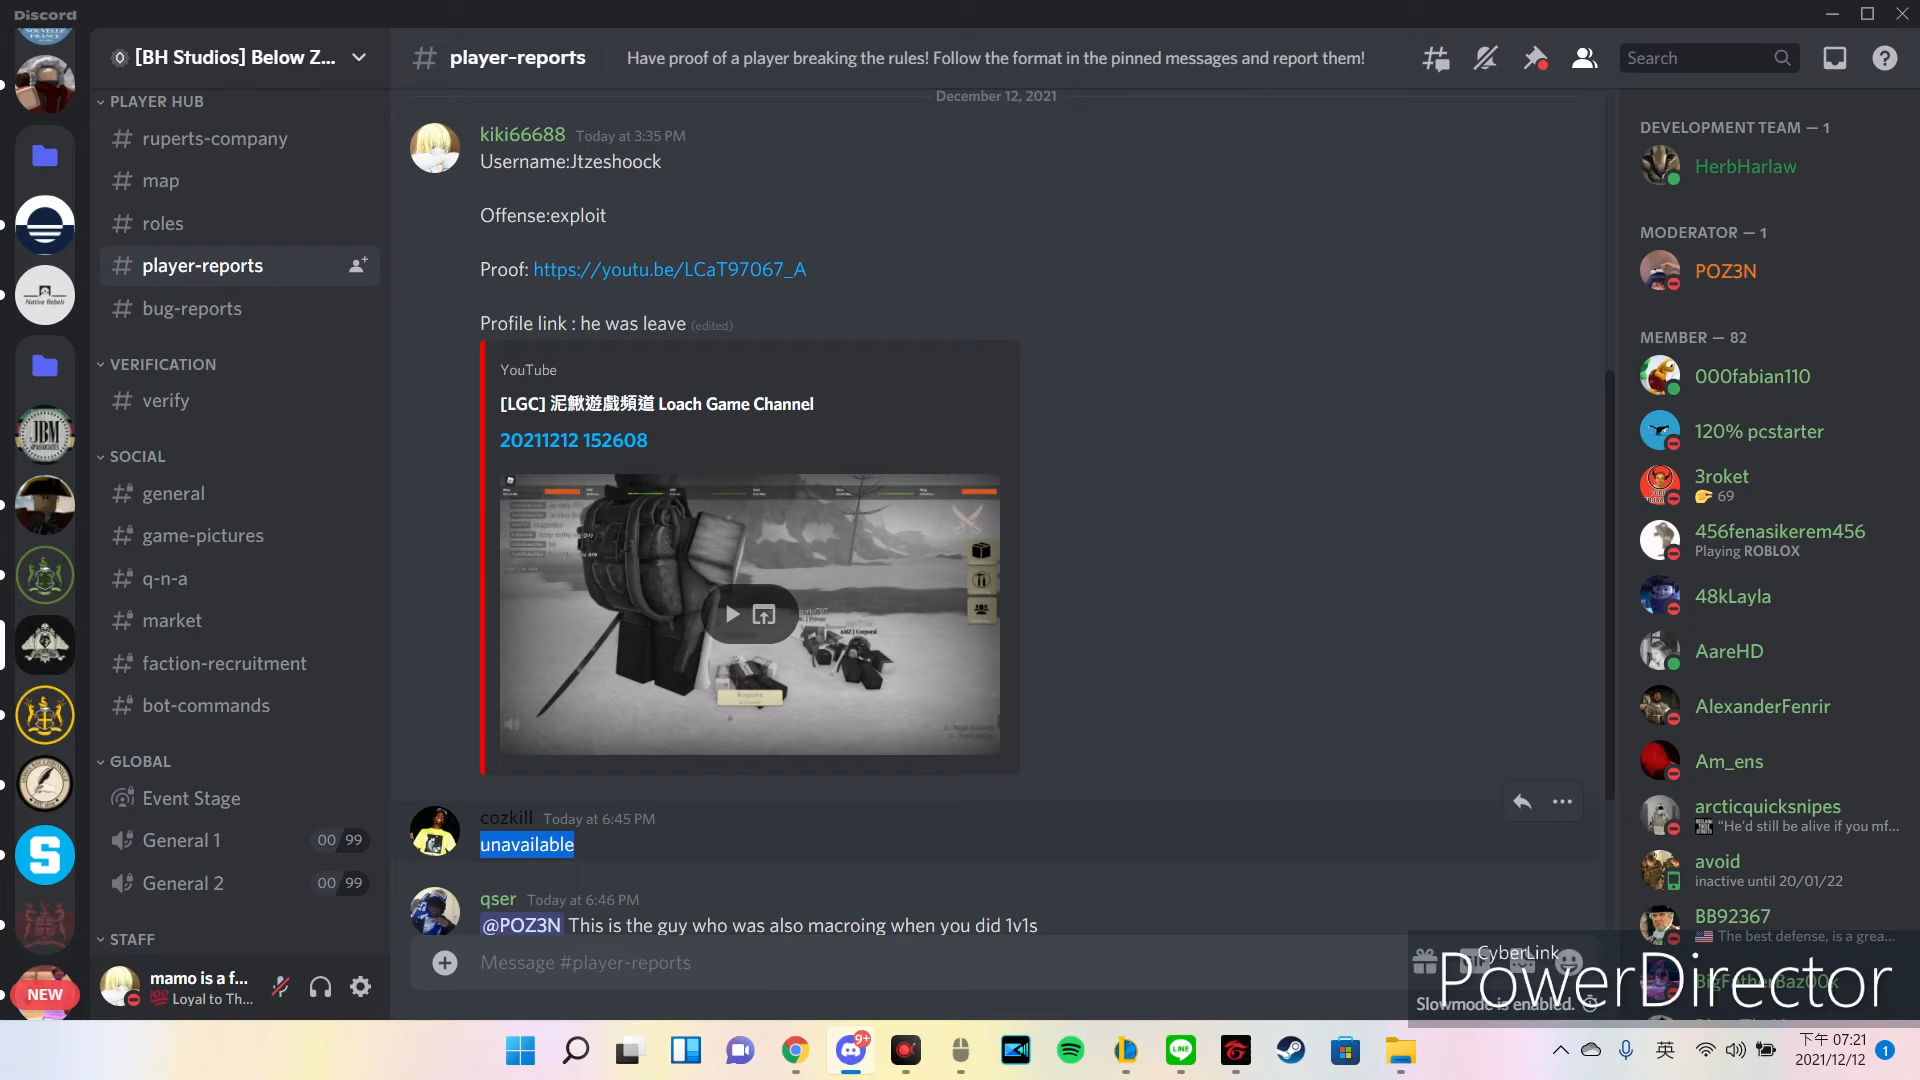 Discord
[BH Studios] Below Z...
PLAYER HUB
ruperts-company
map
roles
player-reports
bug-reports
VERIFICATION
verify
SOCIAL
general
game-pictures
q-n-a
market
faction-recruitment
bot-commands
GLOBAL
Event Stage
General 1 00 99
General 2 00 99
STAFF
NEW
mamo is a f...
💯 Loyal to Th...
player-reports
Have proof of a player breaking the rules! Follow the format in the pinned messages and report them!
Search
December 12, 2021
kiki66688 Today at 3:35 PM
Username:Jtzeshoock
Offense:exploit
Proof: https://youtu.be/LCaT97067_A
Profile link : he was leave (edited)
YouTube
[LGC] 泥鰍遊戲頻道 Loach Game Channel
20211212 152608
cozkill Today at 6:45 PM
unavailable
qser Today at 6:46 PM
@POZ3N This is the guy who was also macroing when you did 1v1s
Message #player-reports
Slowmode is enabled.
DEVELOPMENT TEAM — 1
HerbHarlaw
MODERATOR — 1
POZ3N
MEMBER — 82
000fabian110
120% pcstarter
3roket
69
456fenasikerem456
Playing ROBLOX
48kLayla
AareHD
AlexanderFenrir
Am_ens
arcticquicksnipes
"He'd still be alive if you mf...
avoid
inactive until 20/01/22
BB92367
The best defense, is a grea...
BigFatherBaz00k
CyberLink
PowerDirector
JBM
Native Rebels
9+
英
下午 07:21
2021/12/12
1